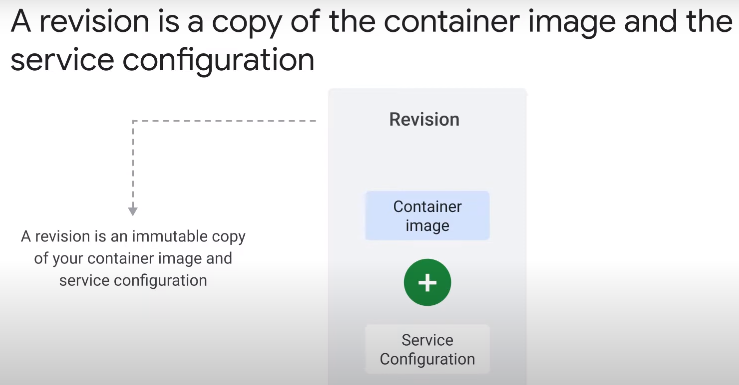 A revision is a copy of the container image and the
service configuration
Revision
Container
image
+
A revision is an immutable copy
of your container image and
service configuration
Service
Configuration